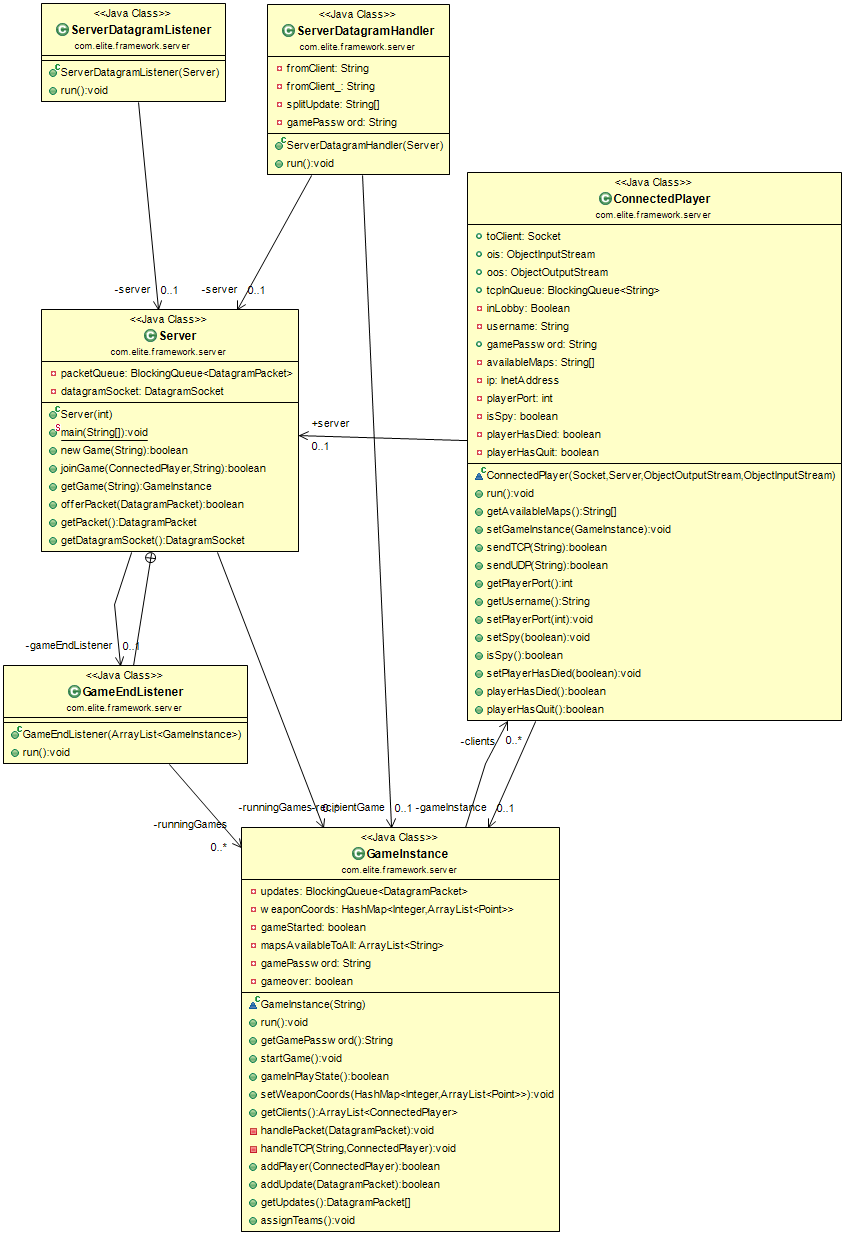 <<Java Class>>
ServerDatagramListener
com.elite.framework.server
ServerDatagramListener(Server)
run():void
<<Java Class>>
ServerDatagramHandler
com.elite.framework.server
fromClient: String
fromClient_: String
splitUpdate: String[]
gamePassword: String
ServerDatagramHandler(Server)
run():void
<<Java Class>>
ConnectedPlayer
com.elite.framework.server
toClient: Socket
ois: ObjectInputStream
oos: ObjectOutputStream
tcpInQueue: BlockingQueue<String>
inLobby: Boolean
username: String
gamePassword: String
availableMaps: String[]
ip: InetAddress
playerPort: int
isSpy: boolean
playerHasDied: boolean
playerHasQuit: boolean
ConnectedPlayer(Socket,Server,ObjectOutputStream,ObjectInputStream)
run():void
getAvailableMaps():String[]
setGameInstance(GameInstance):void
sendTCP(String):boolean
sendUDP(String):boolean
getPlayerPort():int
getUsername():String
setPlayerPort(int):void
setSpy(boolean):void
isSpy():boolean
setPlayerHasDied(boolean):void
playerHasDied():boolean
playerHasQuit():boolean
-server 0..1
-server 0..1
<<Java Class>>
Server
com.elite.framework.server
packetQueue: BlockingQueue<DatagramPacket>
datagramSocket: DatagramSocket
Server(int)
main(String[]):void
newGame(String):boolean
joinGame(ConnectedPlayer,String):boolean
getGame(String):GameInstance
offerPacket(DatagramPacket):boolean
getPacket():DatagramPacket
getDatagramSocket():DatagramSocket
+server
0..1
-gameEndListener 0..1
<<Java Class>>
GameEndListener
com.elite.framework.server
GameEndListener(ArrayList<GameInstance>)
run():void
-clients 0..*
-runningGames
0..*
-runningGames 0..*
-recipientGame 0..1
-gameInstance 0..1
<<Java Class>>
GameInstance
com.elite.framework.server
updates: BlockingQueue<DatagramPacket>
weaponCoords: HashMap<Integer,ArrayList<Point>>
gameStarted: boolean
mapsAvailableToAll: ArrayList<String>
gamePassword: String
gameover: boolean
GameInstance(String)
run():void
getGamePassword():String
startGame():void
gameInPlayState():boolean
setWeaponCoords(HashMap<Integer,ArrayList<Point>>):void
getClients():ArrayList<ConnectedPlayer>
handlePacket(DatagramPacket):void
handleTCP(String,ConnectedPlayer):void
addPlayer(ConnectedPlayer):boolean
addUpdate(DatagramPacket):boolean
getUpdates():DatagramPacket[]
assignTeams():void